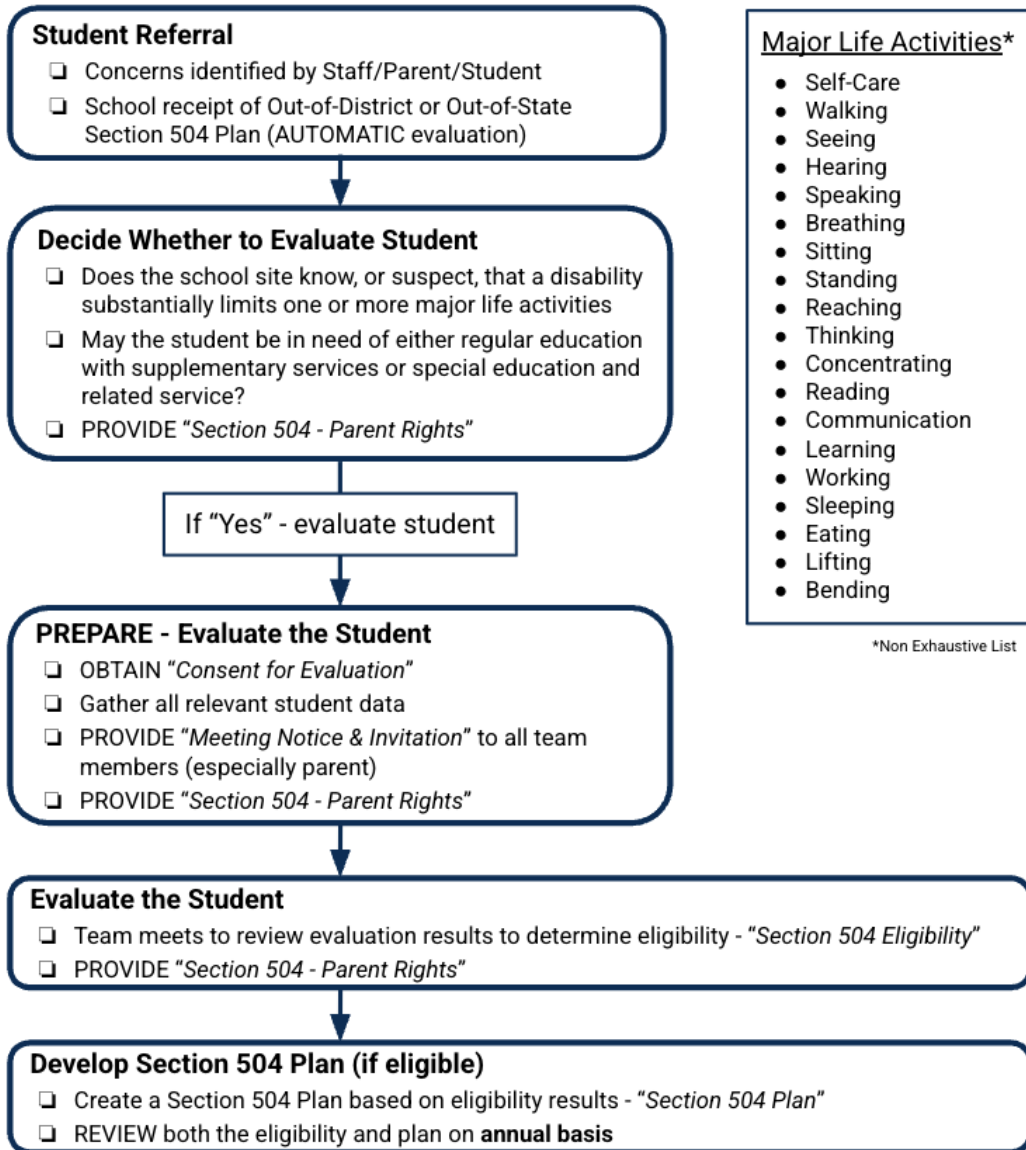 Student Referral
❏ Concerns identified by Staff/Parent/Student
❏ School receipt of Out-of-District or Out-of-State
Section 504 Plan (AUTOMATIC evaluation)
Decide Whether to Evaluate Student
❏ Does the school site know, or suspect, that a disability
substantially limits one or more major life activities
❏ May the student be in need of either regular education
with supplementary services or special education and
related service?
❏ PROVIDE “Section 504 - Parent Rights”
If “Yes” - evaluate student
PREPARE - Evaluate the Student
❏ OBTAIN “Consent for Evaluation”
❏ Gather all relevant student data
❏ PROVIDE “Meeting Notice & Invitation” to all team
members (especially parent)
❏ PROVIDE “Section 504 - Parent Rights”
Evaluate the Student
❏ Team meets to review evaluation results to determine eligibility - “Section 504 Eligibility”
❏ PROVIDE “Section 504 - Parent Rights”
Develop Section 504 Plan (if eligible)
❏ Create a Section 504 Plan based on eligibility results - “Section 504 Plan”
❏ REVIEW both the eligibility and plan on annual basis
Major Life Activities*
● Self-Care
● Walking
● Seeing
● Hearing
● Speaking
● Breathing
● Sitting
● Standing
● Reaching
● Thinking
● Concentrating
● Reading
● Communication
● Learning
● Working
● Sleeping
● Eating
● Lifting
● Bending
*Non Exhaustive List